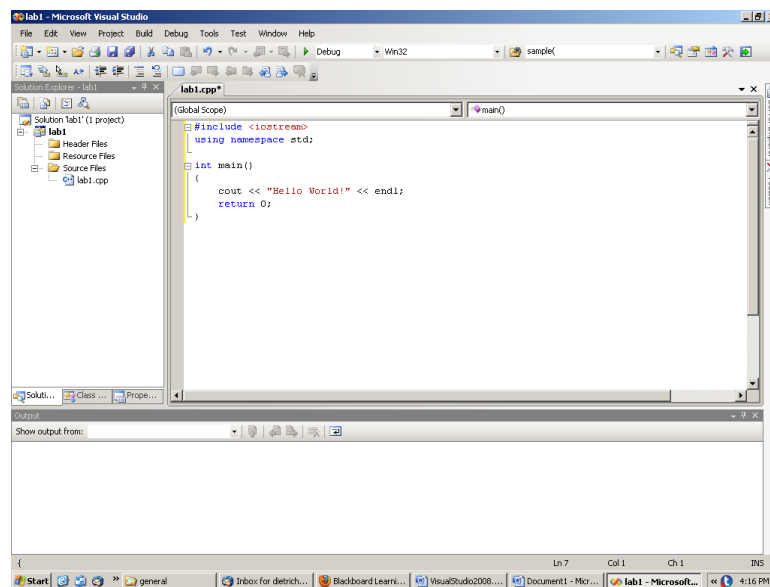 lab1 - Microsoft Visual Studio
File Edit View Project Build Debug Tools Test Window Help
Debug Win32 sample(
Solution Explorer - lab1
lab1.cpp*
(Global Scope) main()
Solution 'lab1' (1 project)
lab1
Header Files
Resource Files
Source Files
lab1.cpp
#include <iostream>
using namespace std;
int main()
{
cout << "Hello World!" << endl;
return 0;
}
Soluti... Class ... Prope...
Output
Show output from:
{ Ln 7 Col 1 Ch 1 INS
Start general Inbox for dietrich... Blackboard Learni... VisualStudio2008.... Document1 - Micr... lab1 - Microsoft... 4:16 PM